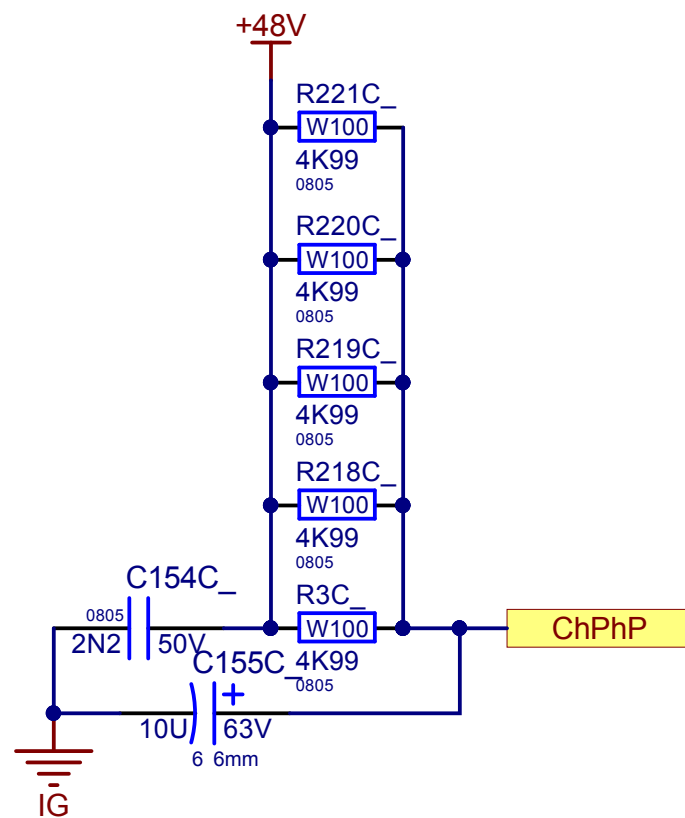 +48V
R221C_
W100
4K99
0805
R220C_
W100
4K99
0805
R219C_
W100
4K99
0805
R218C_
W100
4K99
0805
C154C_
R3C_
0805
2N2
50V
W100
ChPhP
C155C_
4K99
0805
+
10U
63V
6 6mm
IG